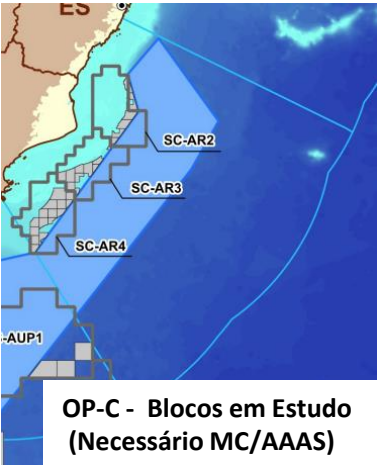 ES
SC-AR2
SC-AR3
SC-AR4
-AUP1
OP-C - Blocos em Estudo
(Necessário MC/AAAS)